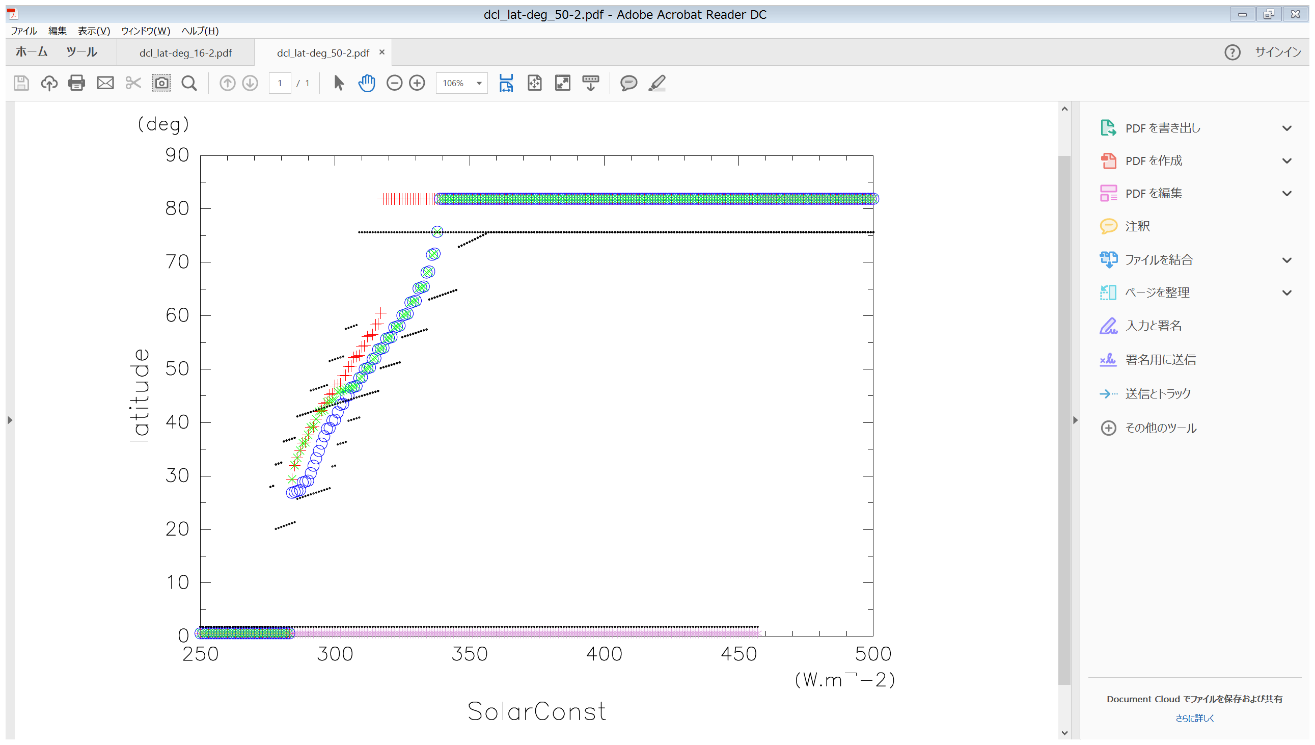 dcl_lat-deg_50-2.pdf - Adobe Acrobat Reader DC
ファイル 編集 表示(V) ウィンドウ(W) ヘルプ(H)
ホーム ツール dcl_lat-deg_16-2.pdf dcl_lat-deg_50-2.pdf × ? サインイン
1 / 1 106%
(deg)
90
80
70
60
50
40
30
20
10
0
latitude
250 300 350 400 450 500
(W.m⁻-2)
SolarConst
PDF を書き出し
PDF を作成
PDF を編集
注釈
ファイルを結合
ページを整理
入力と署名
署名用に送信
送信とトラック
その他のツール
Document Cloud でファイルを保存および共有
さらに詳しく